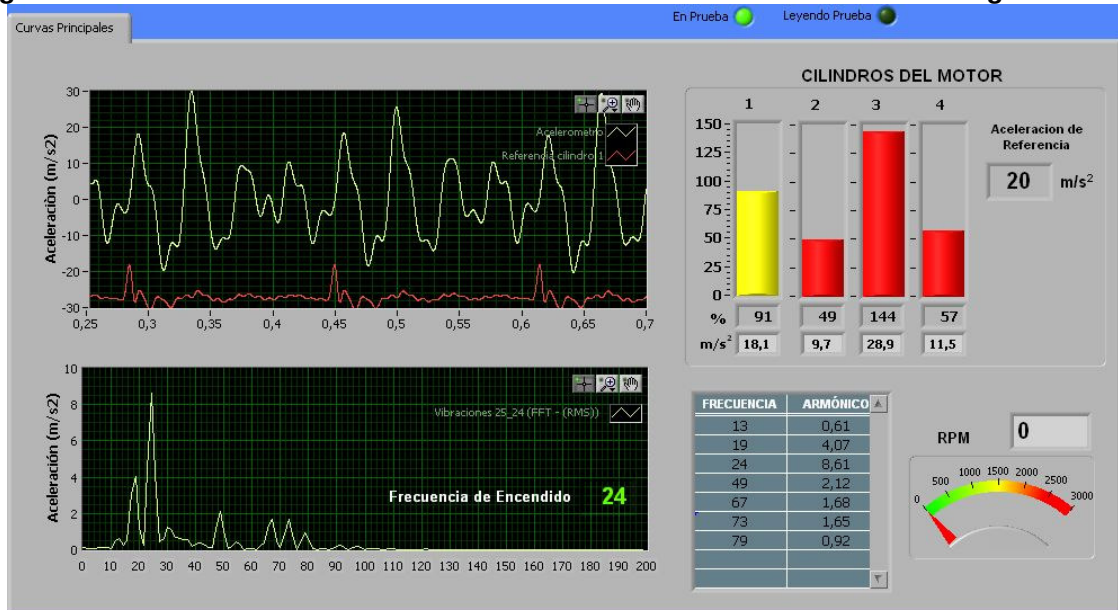 En Prueba Leyendo Prueba
Curvas Principales
Aceleración (m/s2)
30
20
10
0
-10
-20
-30
Acelerometro
Referencia cilindro 1
0,25 0,3 0,35 0,4 0,45 0,5 0,55 0,6 0,65 0,7
CILINDROS DEL MOTOR
1 2 3 4
150
125
100
75
50
25
0
% 91 49 144 57
m/s² 18,1 9,7 28,9 11,5
Aceleracion de
Referencia
20 m/s²
Aceleración (m/s2)
10
8
6
4
2
0
Vibraciones 25_24 (FFT - (RMS))
Frecuencia de Encendido 24
0 10 20 30 40 50 60 70 80 90 100 110 120 130 140 150 160 170 180 190 200
FRECUENCIA ARMÓNICO
13 0,61
19 4,07
24 8,61
49 2,12
67 1,68
73 1,65
79 0,92
RPM 0
0 500 1000 1500 2000 2500 3000